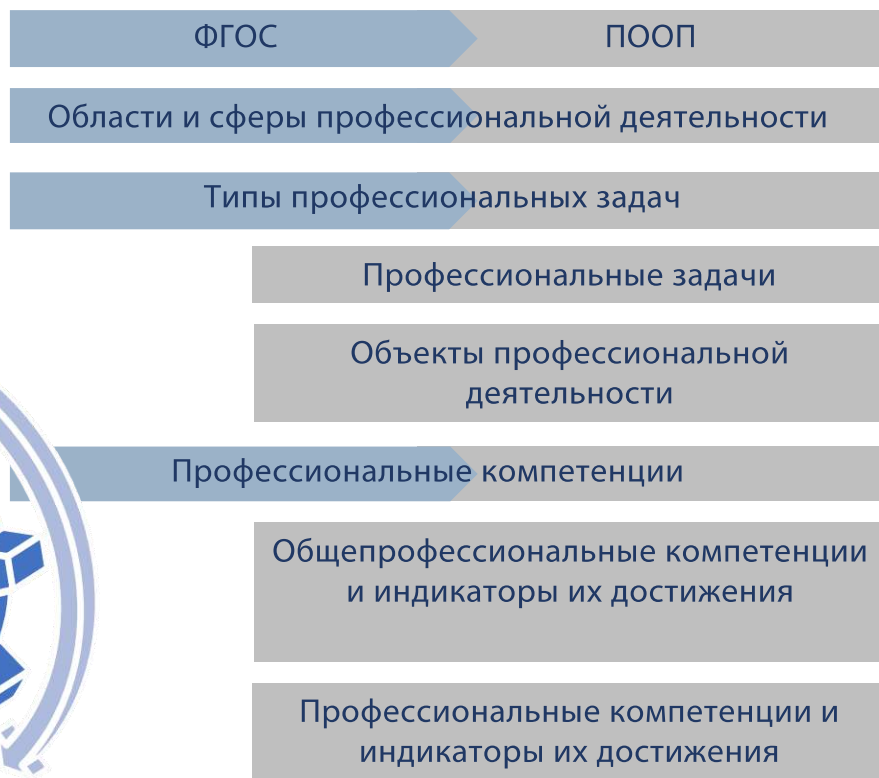 ФГОС ПООП
Области и сферы профессиональной деятельности
Типы профессиональных задач
Профессиональные задачи
Объекты профессиональной
деятельности
Профессиональные компетенции
Общепрофессиональные компетенции
и индикаторы их достижения
Профессиональные компетенции и
индикаторы их достижения